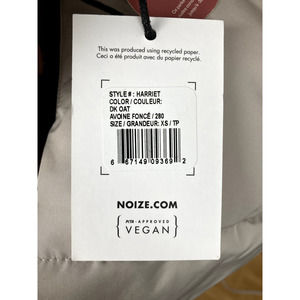 This was produced using recycled paper.
Ceci a été produit avec du papier recyclé.
STYLE # : HARRIET
COLOR / COULEUR:
DK OAT
AVOINE FONCÉ / 280
SIZE / GRANDEUR: XS / TP
6 67149 09369 2
NOIZE.COM
PETA-APPROVED
VEGAN